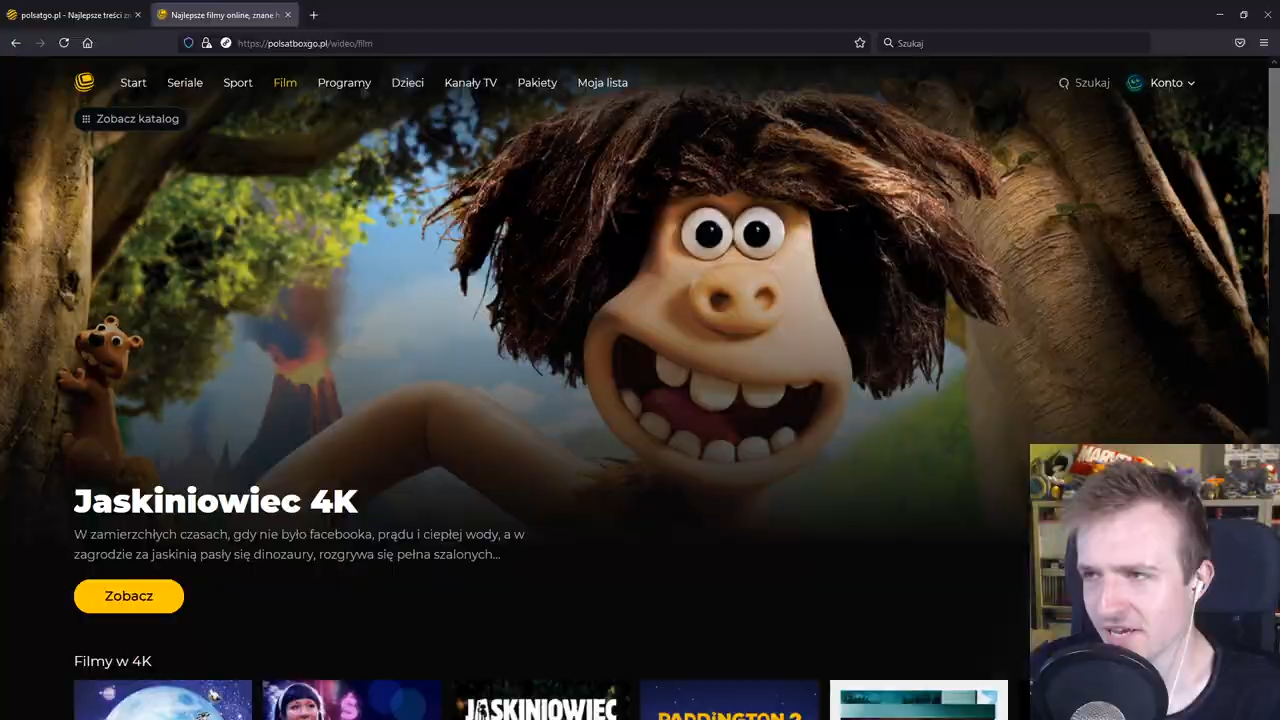 polsatgo.pl - Najlepsze treści
Najlepsze filmy online, znane
https://polsatboxgo.pl/wideo/film
Szukaj
Start
Seriale
Sport
Film
Programy
Dzieci
Kanały TV
Pakiety
Moja lista
Szukaj
Konto
Zobacz katalog
Jaskiniowiec 4K
W zamierzchłych czasach, gdy nie było facebooka, prądu i ciepłej wody, a w
zagrodzie za jaskinią pasły się dinozaury, rozgrywa się pełna szalonych...
Zobacz
Filmy w 4K
JASKINIOWIEC
PADDINGTON 2
MARVEL